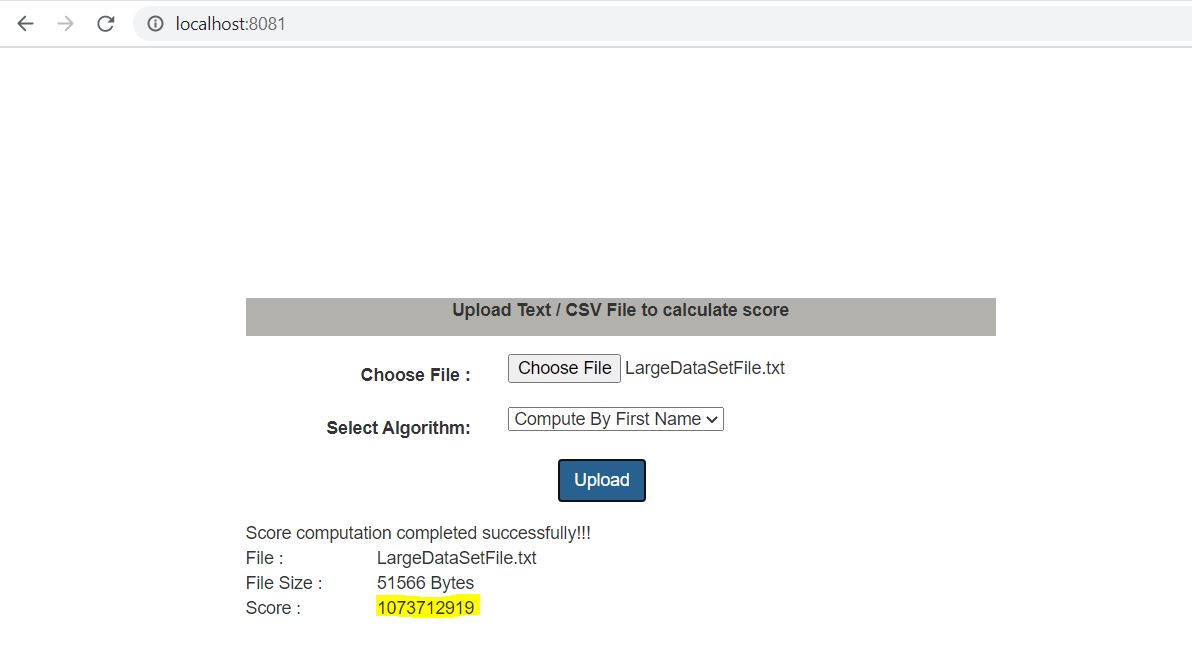 localhost:8081
Upload Text / CSV File to calculate score
Choose File : Choose File LargeDataSetFile.txt
Select Algorithm: Compute By First Name
Upload
Score computation completed successfully!!!
File : LargeDataSetFile.txt
File Size : 51566 Bytes
Score : 1073712919